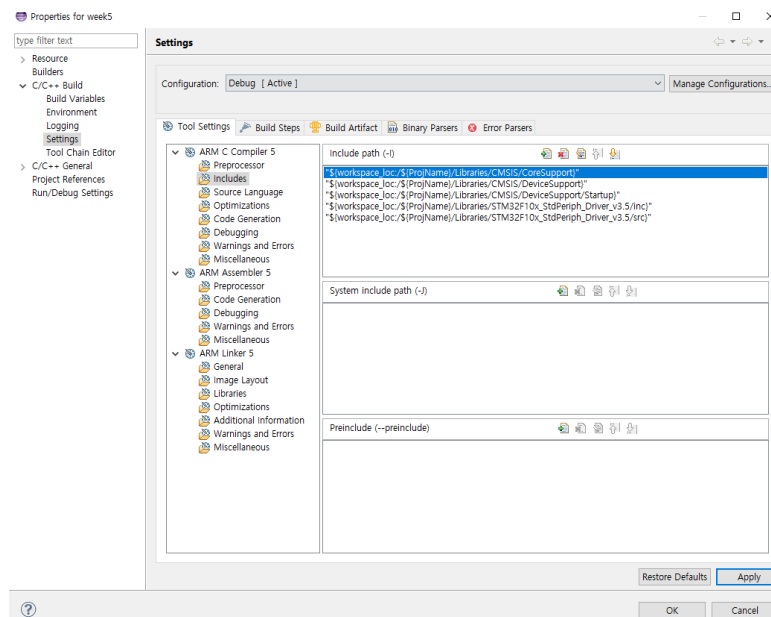 Properties for week5
type filter text
Resource
Builders
C/C++ Build
Build Variables
Environment
Logging
Settings
Tool Chain Editor
C/C++ General
Project References
Run/Debug Settings
Settings
Configuration: Debug [ Active ]
Manage Configurations...
Tool Settings
Build Steps
Build Artifact
Binary Parsers
Error Parsers
ARM C Compiler 5
Preprocessor
Includes
Source Language
Optimizations
Code Generation
Debugging
Warnings and Errors
Miscellaneous
ARM Assembler 5
Preprocessor
Code Generation
Debugging
Warnings and Errors
Miscellaneous
ARM Linker 5
General
Image Layout
Libraries
Optimizations
Additional Information
Warnings and Errors
Miscellaneous
Include path (-I)
"${workspace_loc:/${ProjName}/Libraries/CMSIS/CoreSupport}"
"${workspace_loc:/${ProjName}/Libraries/CMSIS/DeviceSupport}"
"${workspace_loc:/${ProjName}/Libraries/CMSIS/DeviceSupport/Startup}"
"${workspace_loc:/${ProjName}/Libraries/STM32F10x_StdPeriph_Driver_v3.5/inc}"
"${workspace_loc:/${ProjName}/Libraries/STM32F10x_StdPeriph_Driver_v3.5/src}"
System include path (-J)
Preinclude (--preinclude)
Restore Defaults
Apply
OK
Cancel